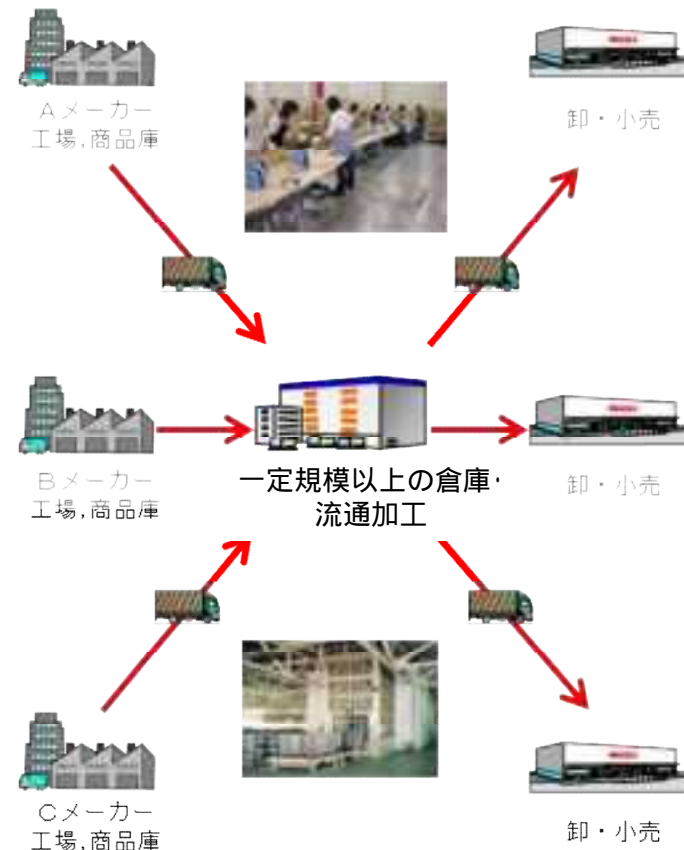 Aメーカー
工場,商品庫
卸・小売
Bメーカー
工場,商品庫
一定規模以上の倉庫・
流通加工
卸・小売
Cメーカー
工場,商品庫
卸・小売